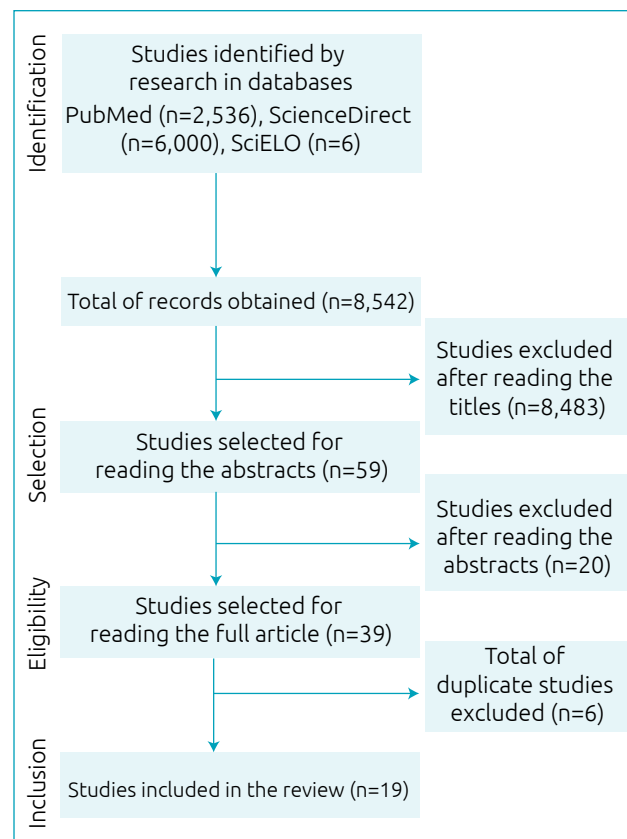 Identification
Studies identified by
research in databases
PubMed (n=2,536), ScienceDirect
(n=6,000), SciELO (n=6)
Total of records obtained (n=8,542)
Studies excluded
after reading the
titles (n=8,483)
Selection
Studies selected for
reading the abstracts (n=59)
Studies excluded
after reading the
abstracts (n=20)
Eligibility
Studies selected for
reading the full article (n=39)
Total of
duplicate studies
excluded (n=6)
Inclusion
Studies included in the review (n=19)